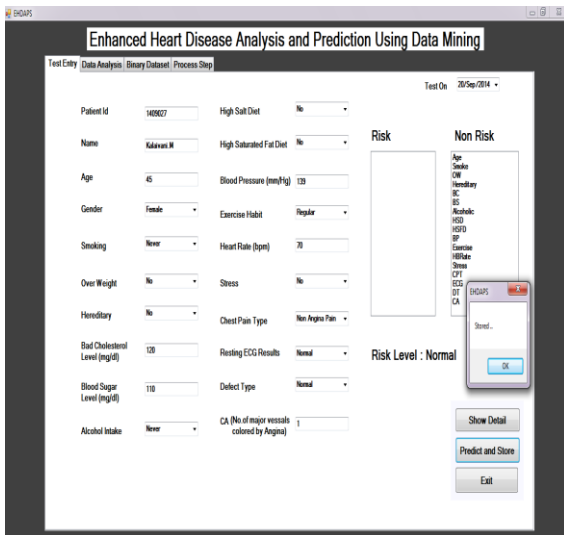 EHDAPS
Enhanced Heart Disease Analysis and Prediction Using Data Mining
Test Entry Data Analysis Binary Dataset Process Step
Test On 20/Sep/2014
Patient Id 1409027
Name Kalaivani.M
Age 45
Gender Female
Smoking Never
Over Weight No
Hereditary No
Bad Cholesterol
Level (mg/dl) 120
Blood Sugar
Level (mg/dl) 110
Alcohol Intake Never
High Salt Diet No
High Saturated Fat Diet No
Blood Pressure (mm/Hg) 139
Exercise Habit Regular
Heart Rate (bpm) 70
Stress No
Chest Pain Type Non Angina Pain
Resting ECG Results Normal
Defect Type Normal
CA (No.of major vessals
colored by Angina) 1
Risk
Non Risk
Age
Smoke
OW
Hereditary
BC
BS
Alcoholic
HSD
HSFD
BP
Exercise
HBRate
Stress
CPT
ECG
DT
CA
Risk Level : Normal
EHDAPS
Stored...
OK
Show Detail
Predict and Store
Exit